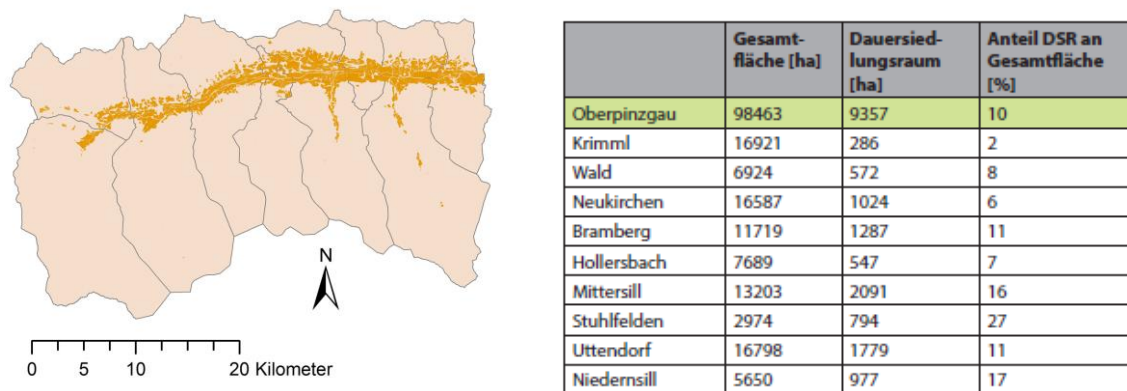 N
0 5 10 20 Kilometer
Gesamt-
fläche [ha]
Dauersied-
lungsraum
[ha]
Anteil DSR an
Gesamtfläche
[%]
Oberpinzgau 98463 9357 10
Krimml 16921 286 2
Wald 6924 572 8
Neukirchen 16587 1024 6
Bramberg 11719 1287 11
Hollersbach 7689 547 7
Mittersill 13203 2091 16
Stuhlfelden 2974 794 27
Uttendorf 16798 1779 11
Niedernsill 5650 977 17